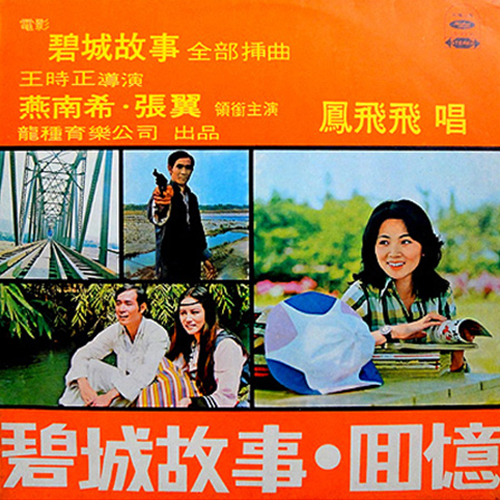 電影
碧城故事 全部挿曲
王時正導演
燕南希·張翼 領銜主演
龍種育樂公司 出品
鳳飛飛 唱
STEREO
碧城故事·回憶